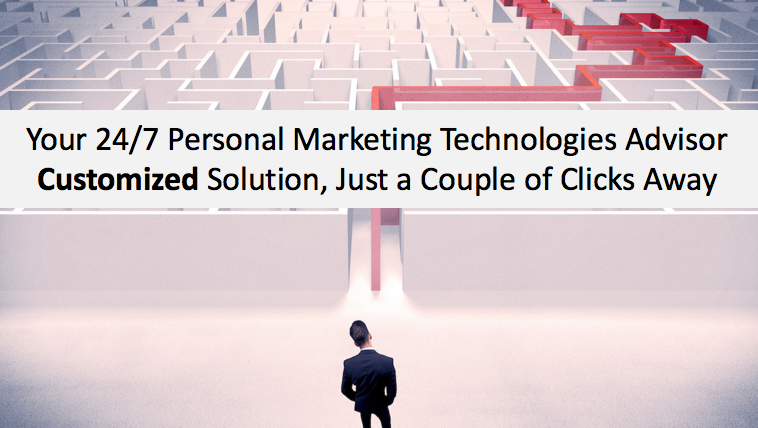 Your 24/7 Personal Marketing Technologies Advisor
Customized Solution, Just a Couple of Clicks Away